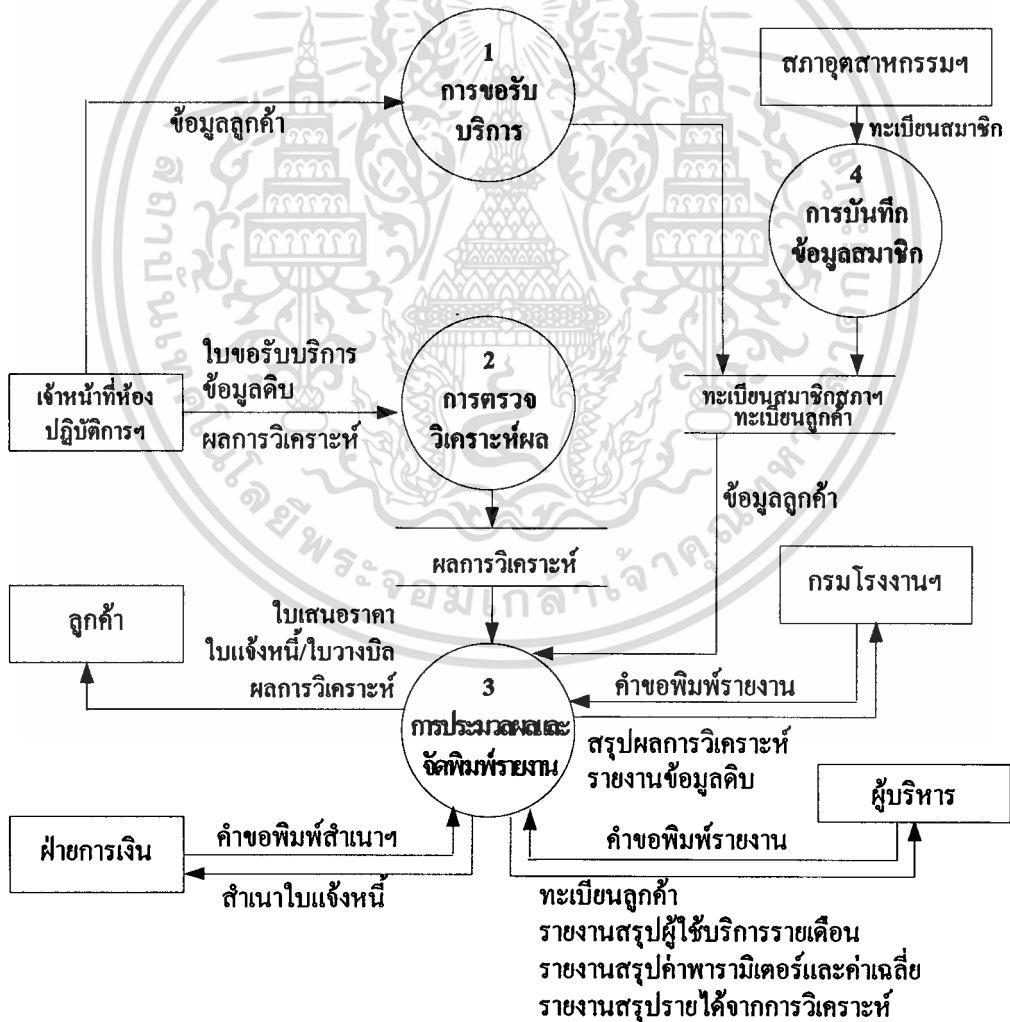 1
การขอรับ
บริการ
สภาอุตสาหกรรมฯ
ข้อมูลลูกค้า
ทะเบียนสมาชิก
4
การบันทึก
ข้อมูลสมาชิก
ใบขอรับบริการ
ข้อมูลดิบ
ผลการวิเคราะห์
เจ้าหน้าที่ห้อง
ปฏิบัติการฯ
2
การตรวจ
วิเคราะห์ผล
ทะเบียนสมาชิกสภาฯ
ทะเบียนลูกค้า
ข้อมูลลูกค้า
ผลการวิเคราะห์
กรมโรงงานฯ
ลูกค้า
ใบเสนอราคา
ใบแจ้งหนี้/ใบวางบิล
ผลการวิเคราะห์
3
การประมวลผลและ
จัดพิมพ์รายงาน
คำขอพิมพ์รายงาน
สรุปผลการวิเคราะห์
รายงานข้อมูลดิบ
ผู้บริหาร
ฝ่ายการเงิน
คำขอพิมพ์สำเนาฯ
สำเนาใบแจ้งหนี้
คำขอพิมพ์รายงาน
ทะเบียนลูกค้า
รายงานสรุปผู้ใช้บริการรายเดือน
รายงานสรุปค่าพารามิเตอร์และค่าเฉลี่ย
รายงานสรุปรายได้จากการวิเคราะห์